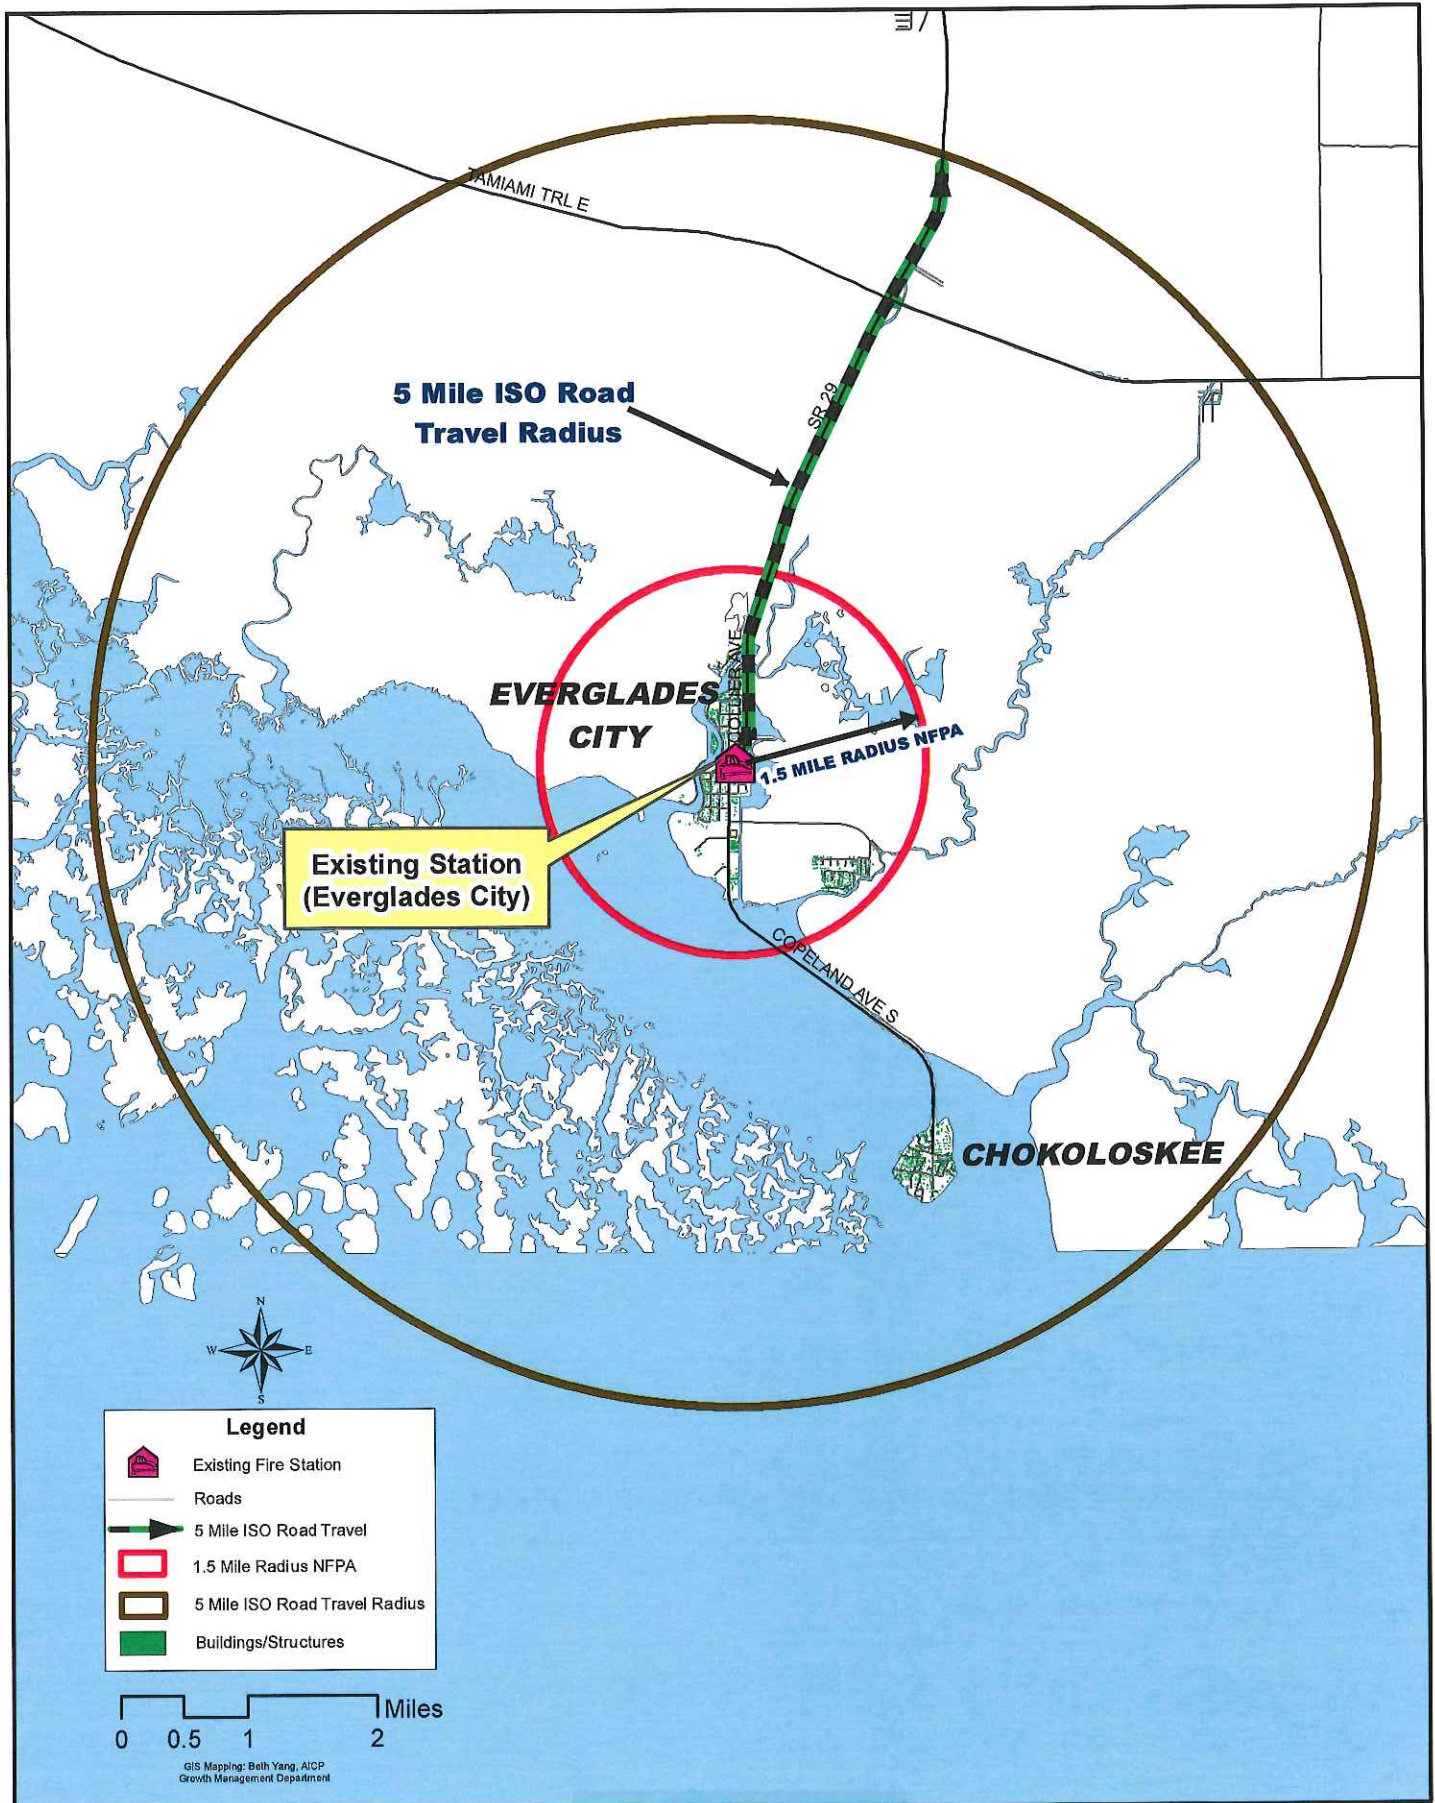 TAMIAMI TRL E
5 Mile ISO Road
Travel Radius
SR 29
COLLIER AVE
EVERGLADES
CITY
1.5 MILE RADIUS NFPA
Existing Station
(Everglades City)
COPELAND AVE S
CHOKOLOSKEE
N
W E
S
Legend
Existing Fire Station
Roads
5 Mile ISO Road Travel
1.5 Mile Radius NFPA
5 Mile ISO Road Travel Radius
Buildings/Structures
Miles
0 0.5 1 2
GIS Mapping: Beth Yang, AICP
Growth Management Department